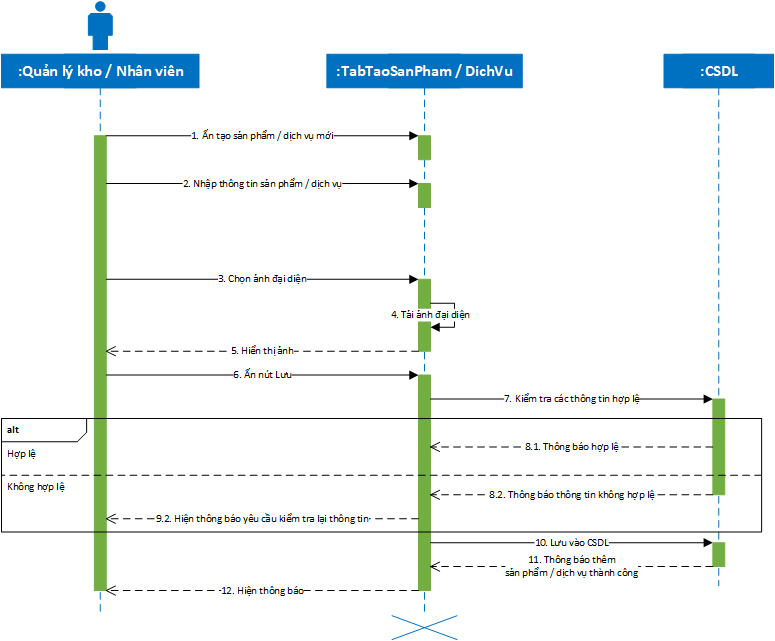 :Quản lý kho / Nhân viên
:TabTaoSanPham / DichVu
:CSDL
1. Ấn tạo sản phẩm / dịch vụ mới
2. Nhập thông tin sản phẩm / dịch vụ
3. Chọn ảnh đại diện
4. Tải ảnh đại diện
5. Hiển thị ảnh
6. Ấn nút Lưu
7. Kiểm tra các thông tin hợp lệ
alt
Hợp lệ
8.1. Thông báo hợp lệ
Không hợp lệ
8.2. Thông báo thông tin không hợp lệ
9.2. Hiện thông báo yêu cầu kiểm tra lại thông tin
10. Lưu vào CSDL
11. Thông báo thêm
sản phẩm / dịch vụ thành công
12. Hiện thông báo